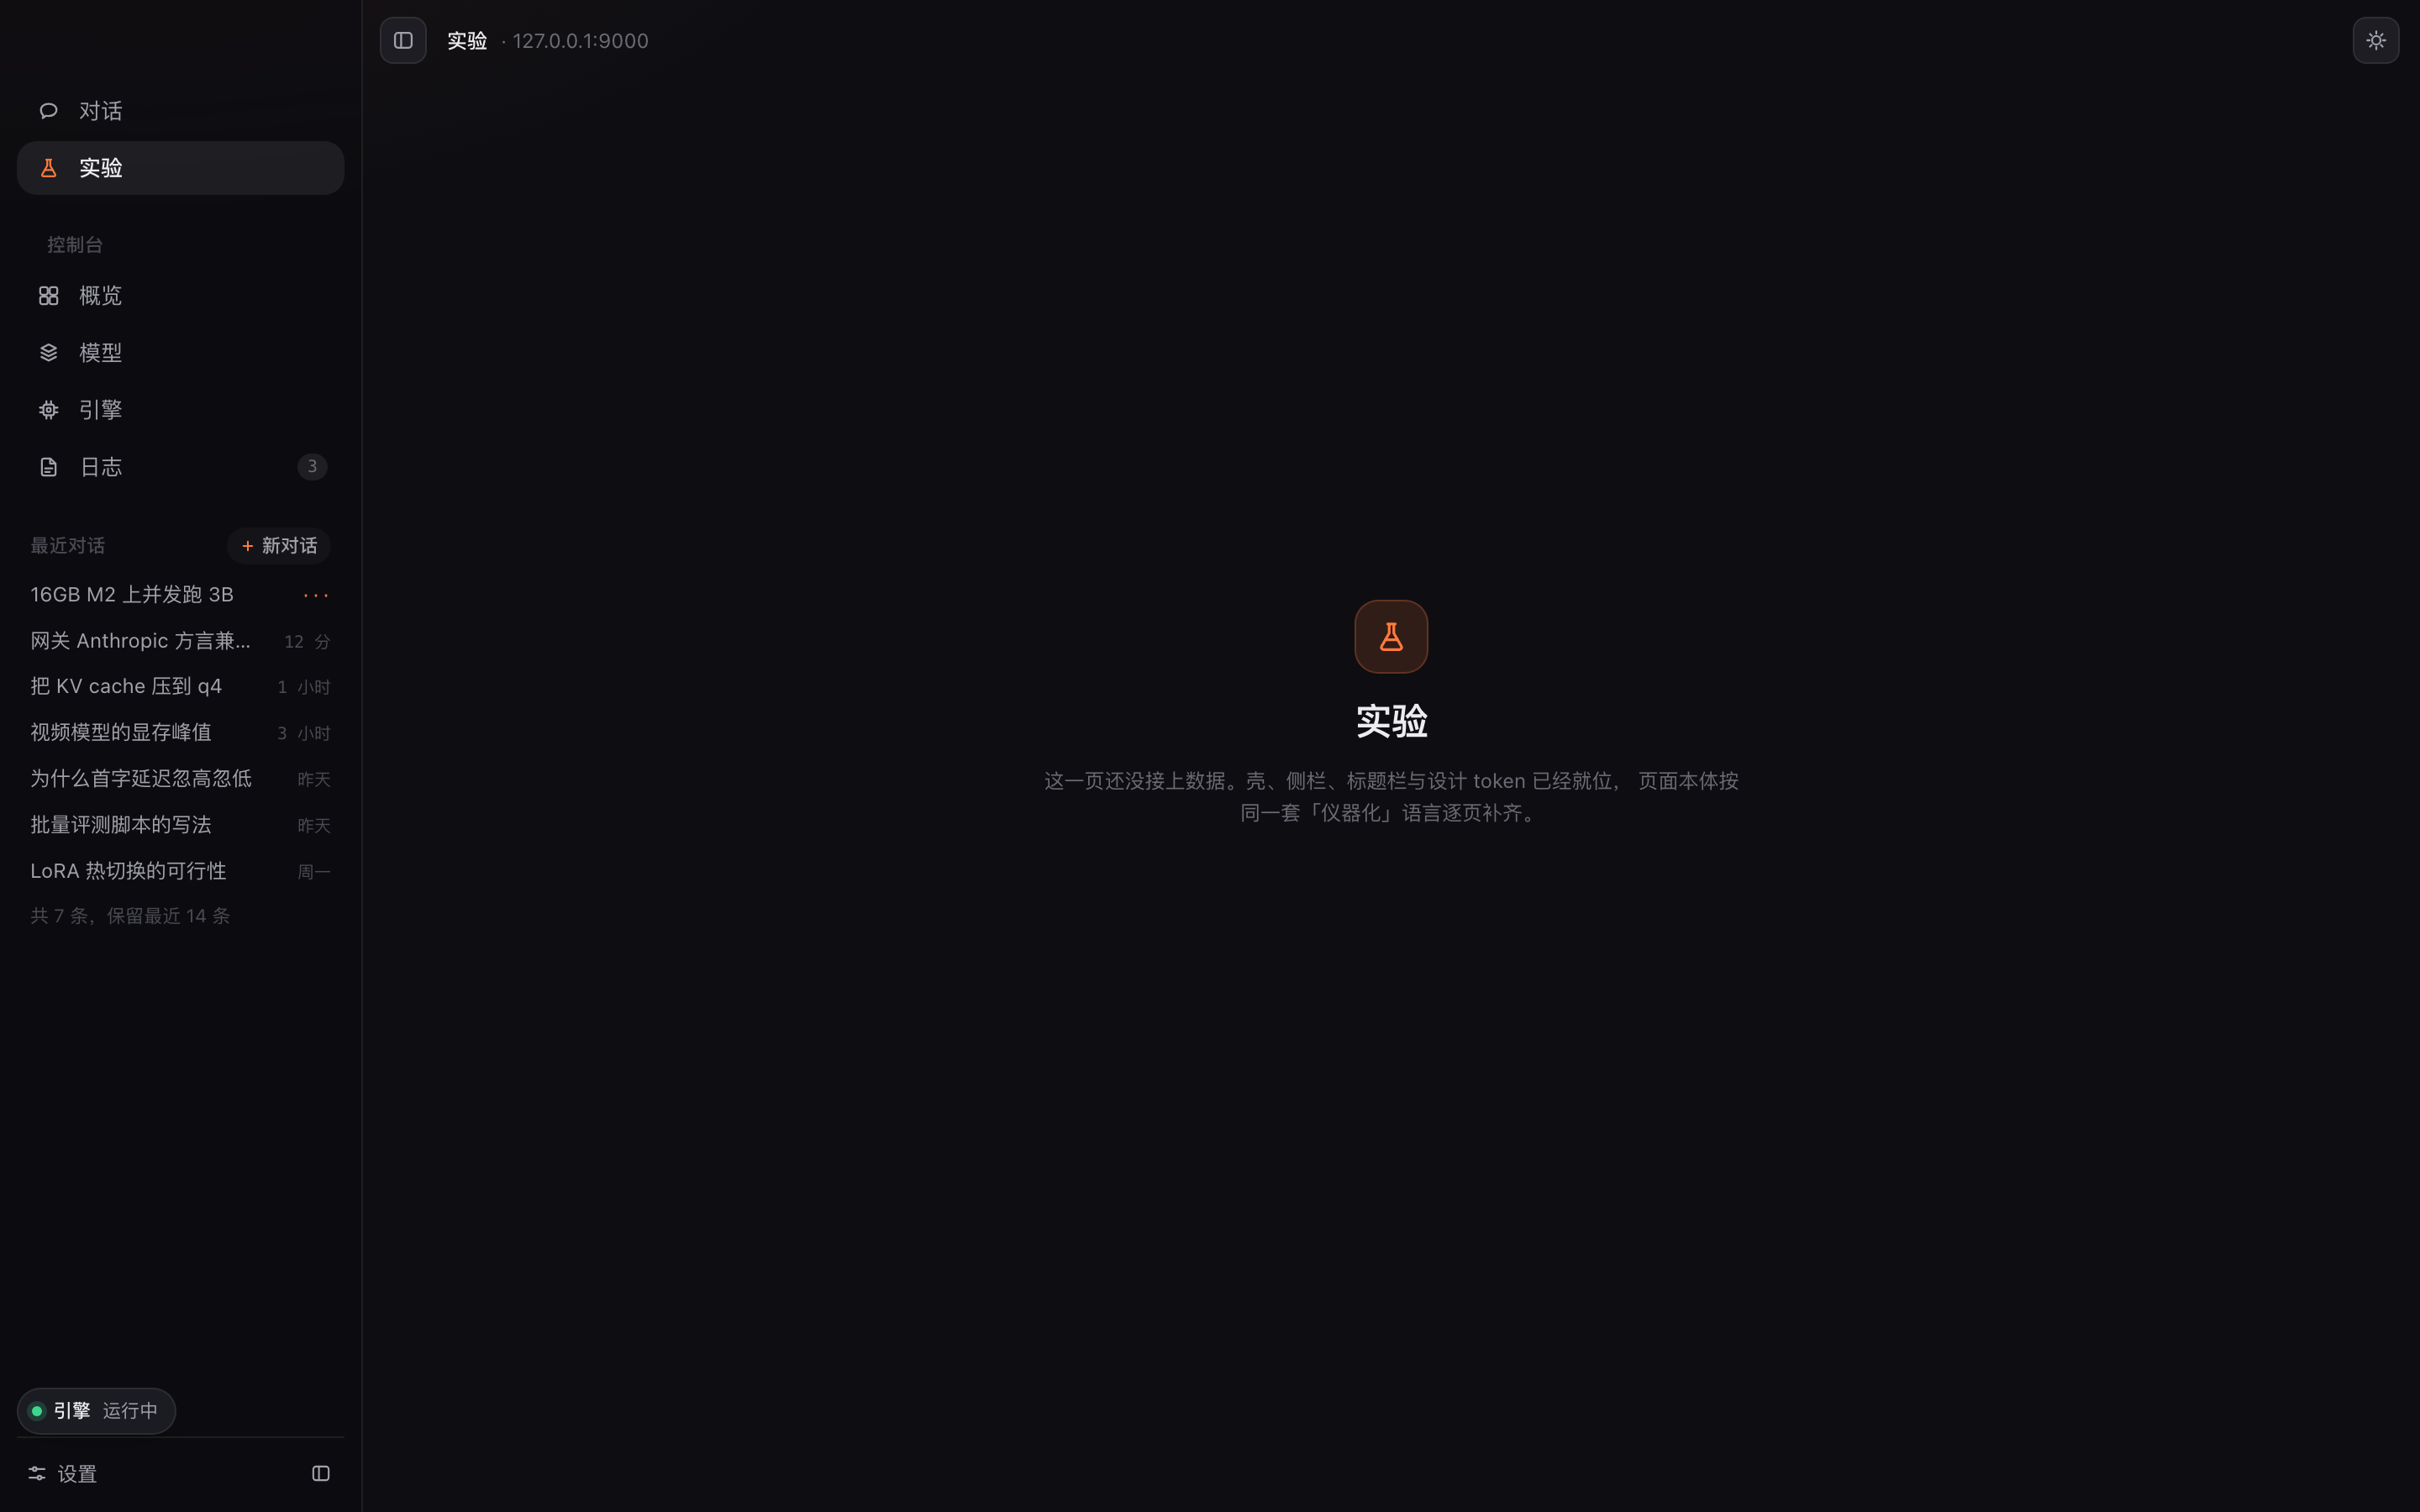 对话
实验
控制台
概览
模型
引擎
日志 3
最近对话 + 新对话
16GB M2 上并发跑 3B ···
网关 Anthropic 方言兼... 12 分
把 KV cache 压到 q4 1 小时
视频模型的显存峰值 3 小时
为什么首字延迟忽高忽低 昨天
批量评测脚本的写法 昨天
LoRA 热切换的可行性 周一
共 7 条，保留最近 14 条
引擎 运行中
设置
实验 · 127.0.0.1:9000
实验
这一页还没接上数据。壳、侧栏、标题栏与设计 token 已经就位， 页面本体按
同一套「仪器化」语言逐页补齐。